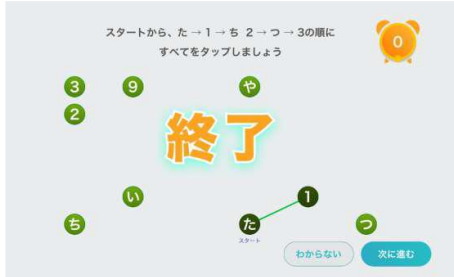 スタートから、た → 1 → ち 2 → つ → 3の順に
すべてをタップしましょう
0
3 9 や
2
終了
い 1
ち た つ
スタート
わからない 次に進む